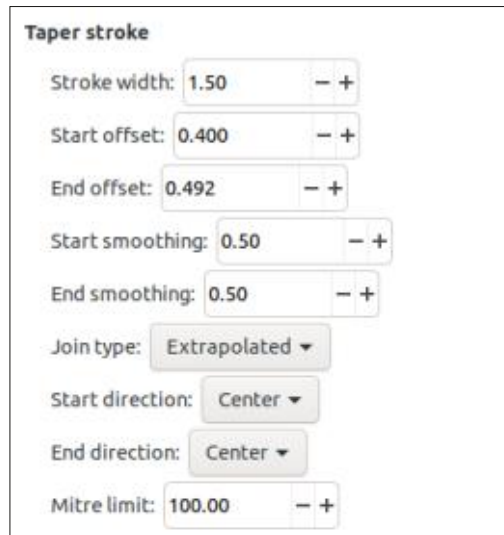 Taper stroke
Stroke width: 1.50 − +
Start offset: 0.400 − +
End offset: 0.492 − +
Start smoothing: 0.50 − +
End smoothing: 0.50 − +
Join type: Extrapolated
Start direction: Center
End direction: Center
Mitre limit: 100.00 − +